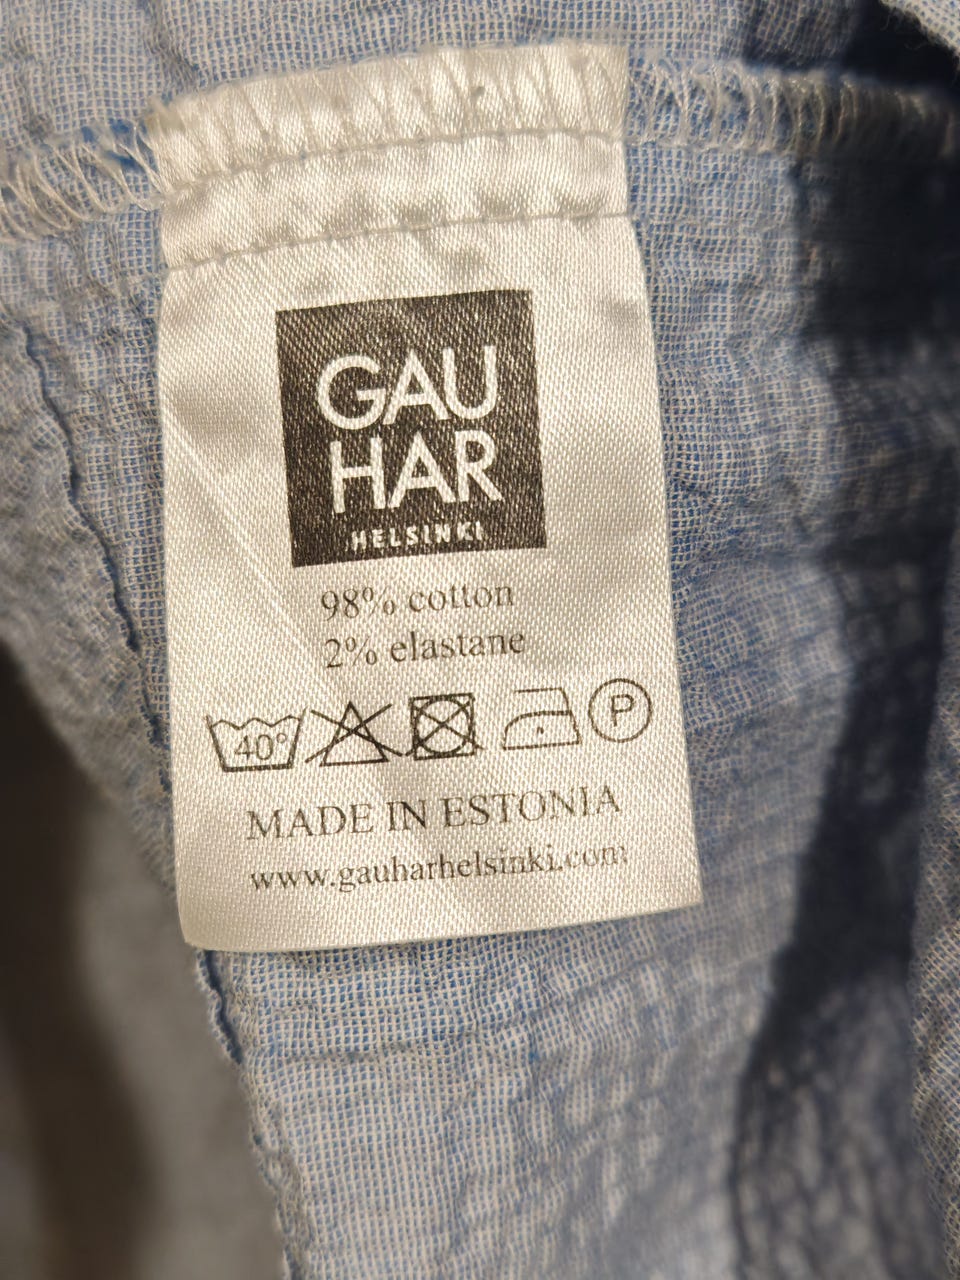 GAU
HAR
HELSINKI
98% cotton
2% elastane
40° P
MADE IN ESTONIA
www.gauharhelsinki.com